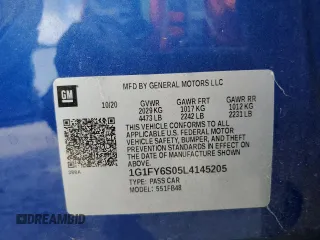 MFD BY GENERAL MOTORS LLC
GM
10/20 GVWR GAWR FRT GAWR RR
2029 KG 1017 KG 1012 KG
4473 LB 2242 LB 2231 LB
THIS VEHICLE CONFORMS TO ALL
APPLICABLE U.S. FEDERAL MOTOR
VEHICLE SAFETY, BUMPER, AND THEFT
PREVENTION STANDARDS IN EFFECT
ON THE DATE OF MANUFACTURE SHOWN
ABOVE.
1G1FY6S05L4145205
TYPE: PASS CAR
MODEL:
DREAMBID